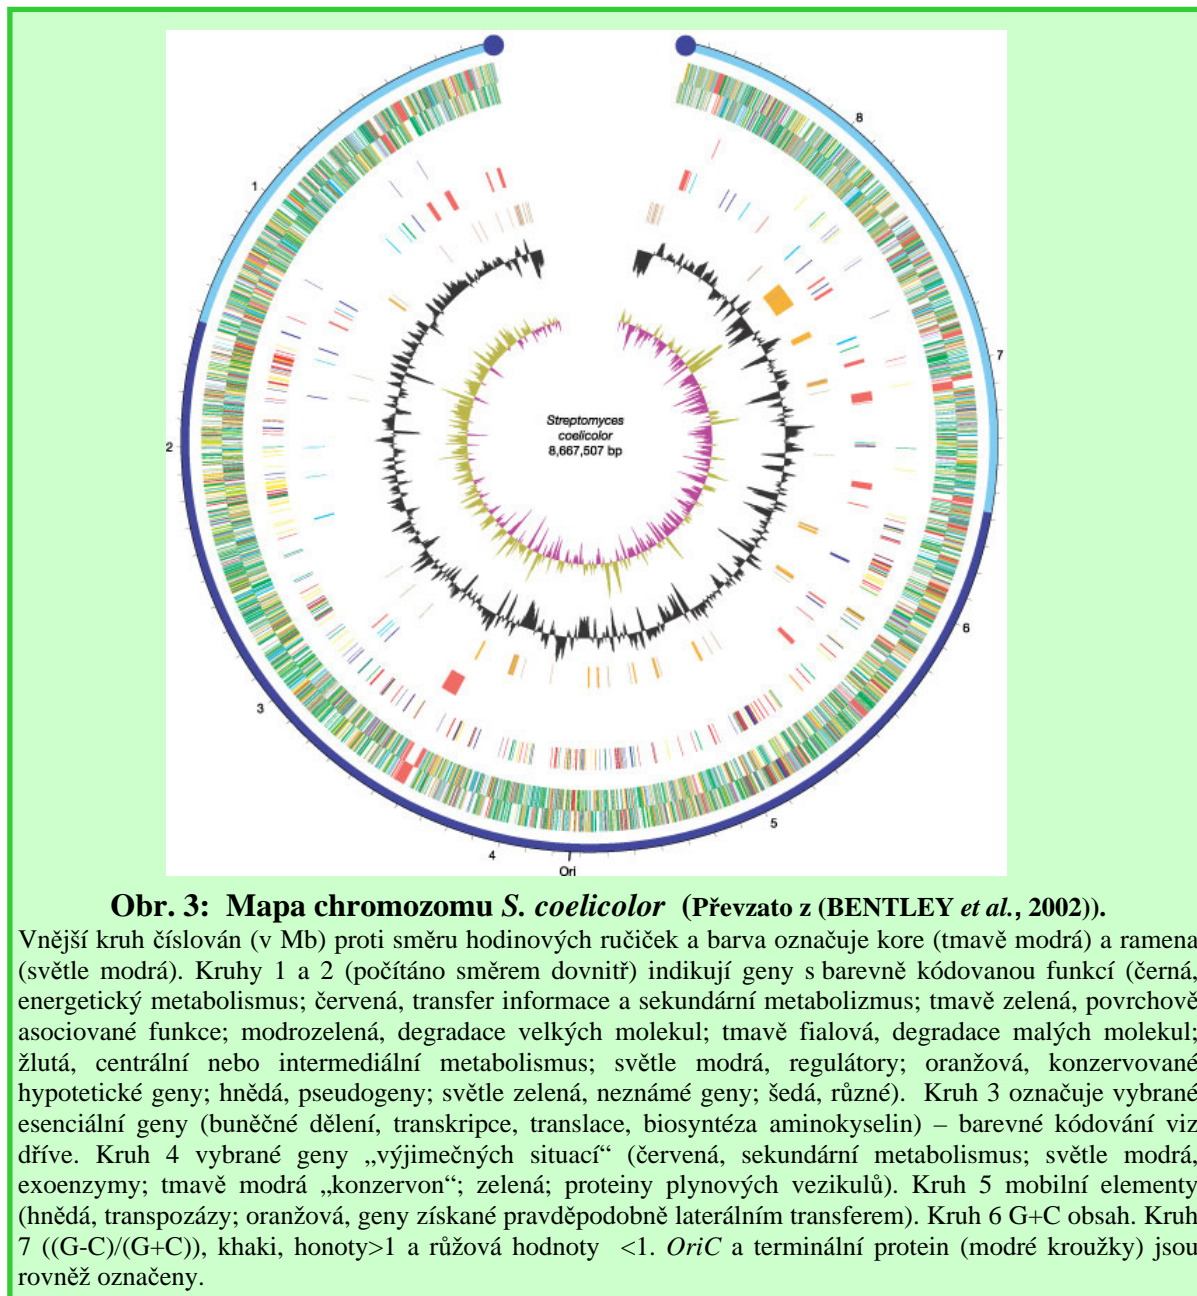 8
1
7
Streptomyces
coelicolor
8,667,507 bp
2
6
3
5
4
Ori
Obr. 3: Mapa chromozomu S. coelicolor (Převzato z (BENTLEY et al., 2002)).
Vnější kruh číslován (v Mb) proti směru hodinových ručiček a barva označuje kore (tmavě modrá) a ramena
(světle modrá). Kruhy 1 a 2 (počítáno směrem dovnitř) indikují geny s barevně kódovanou funkcí (černá,
energetický metabolismus; červená, transfer informace a sekundární metabolizmus; tmavě zelená, povrchově
asociované funkce; modrozelená, degradace velkých molekul; tmavě fialová, degradace malých molekul;
žlutá, centrální nebo intermediální metabolismus; světle modrá, regulátory; oranžová, konzervované
hypotetické geny; hnědá, pseudogeny; světle zelená, neznámé geny; šedá, různé). Kruh 3 označuje vybrané
esenciální geny (buněčné dělení, transkripce, translace, biosyntéza aminokyselin) – barevné kódování viz
dříve. Kruh 4 vybrané geny „výjimečných situací“ (červená, sekundární metabolismus; světle modrá,
exoenzymy; tmavě modrá „konzervon“; zelená; proteiny plynových vezikulů). Kruh 5 mobilní elementy
(hnědá, transpozázy; oranžová, geny získané pravděpodobně laterálním transferem). Kruh 6 G+C obsah. Kruh
7 ((G-C)/(G+C)), khaki, honoty>1 a růžová hodnoty <1. OriC a terminální protein (modré kroužky) jsou
rovněž označeny.